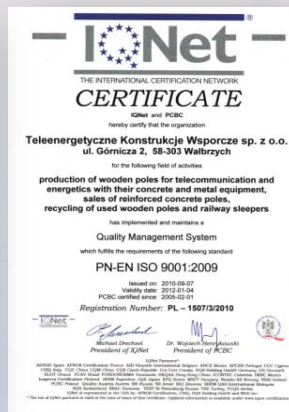 IQNet ®
THE INTERNATIONAL CERTIFICATION NETWORK
CERTIFICATE
IQNet and PCBC
hereby certify that the organization
Teleenergetyczne Konstrukcje Wsporcze sp. z o.o.
ul. Górnicza 2, 58-303 Wałbrzych
for the following field of activities
production of wooden poles for telecommunication and
energetics with their concrete and metal equipment,
sales of reinforced concrete poles,
recycling of used wooden poles and railway sleepers
has implemented and maintains a
Quality Management System
which fulfills the requirements of the following standard
PN-EN ISO 9001:2009
Issued on: 2010-09-07
Validity date: 2012-01-04
PCBC certified since: 2005-02-01
Registration Number: PL – 1507/3/2010
IQNet
Michael Drechsel
President of IQNet
Dr. Wojciech Henrykowski
President of PCBC
IQNet Partners*: